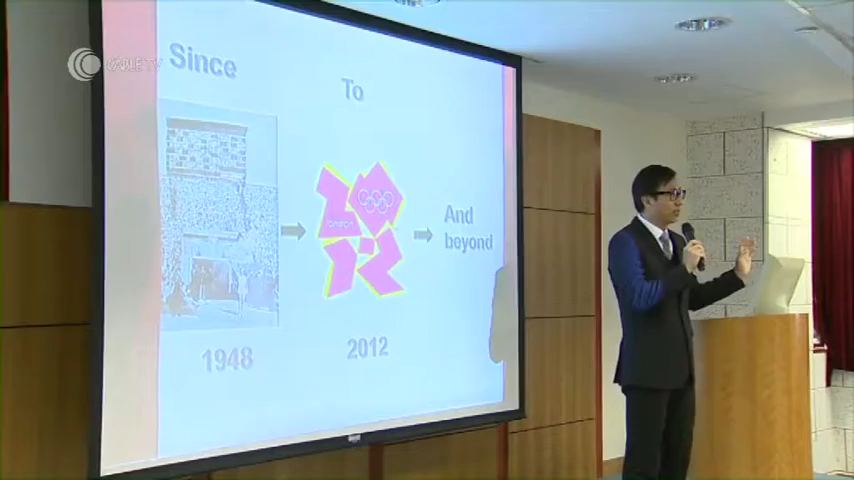 CABLE TV
Since
To
And
beyond
1948
2012